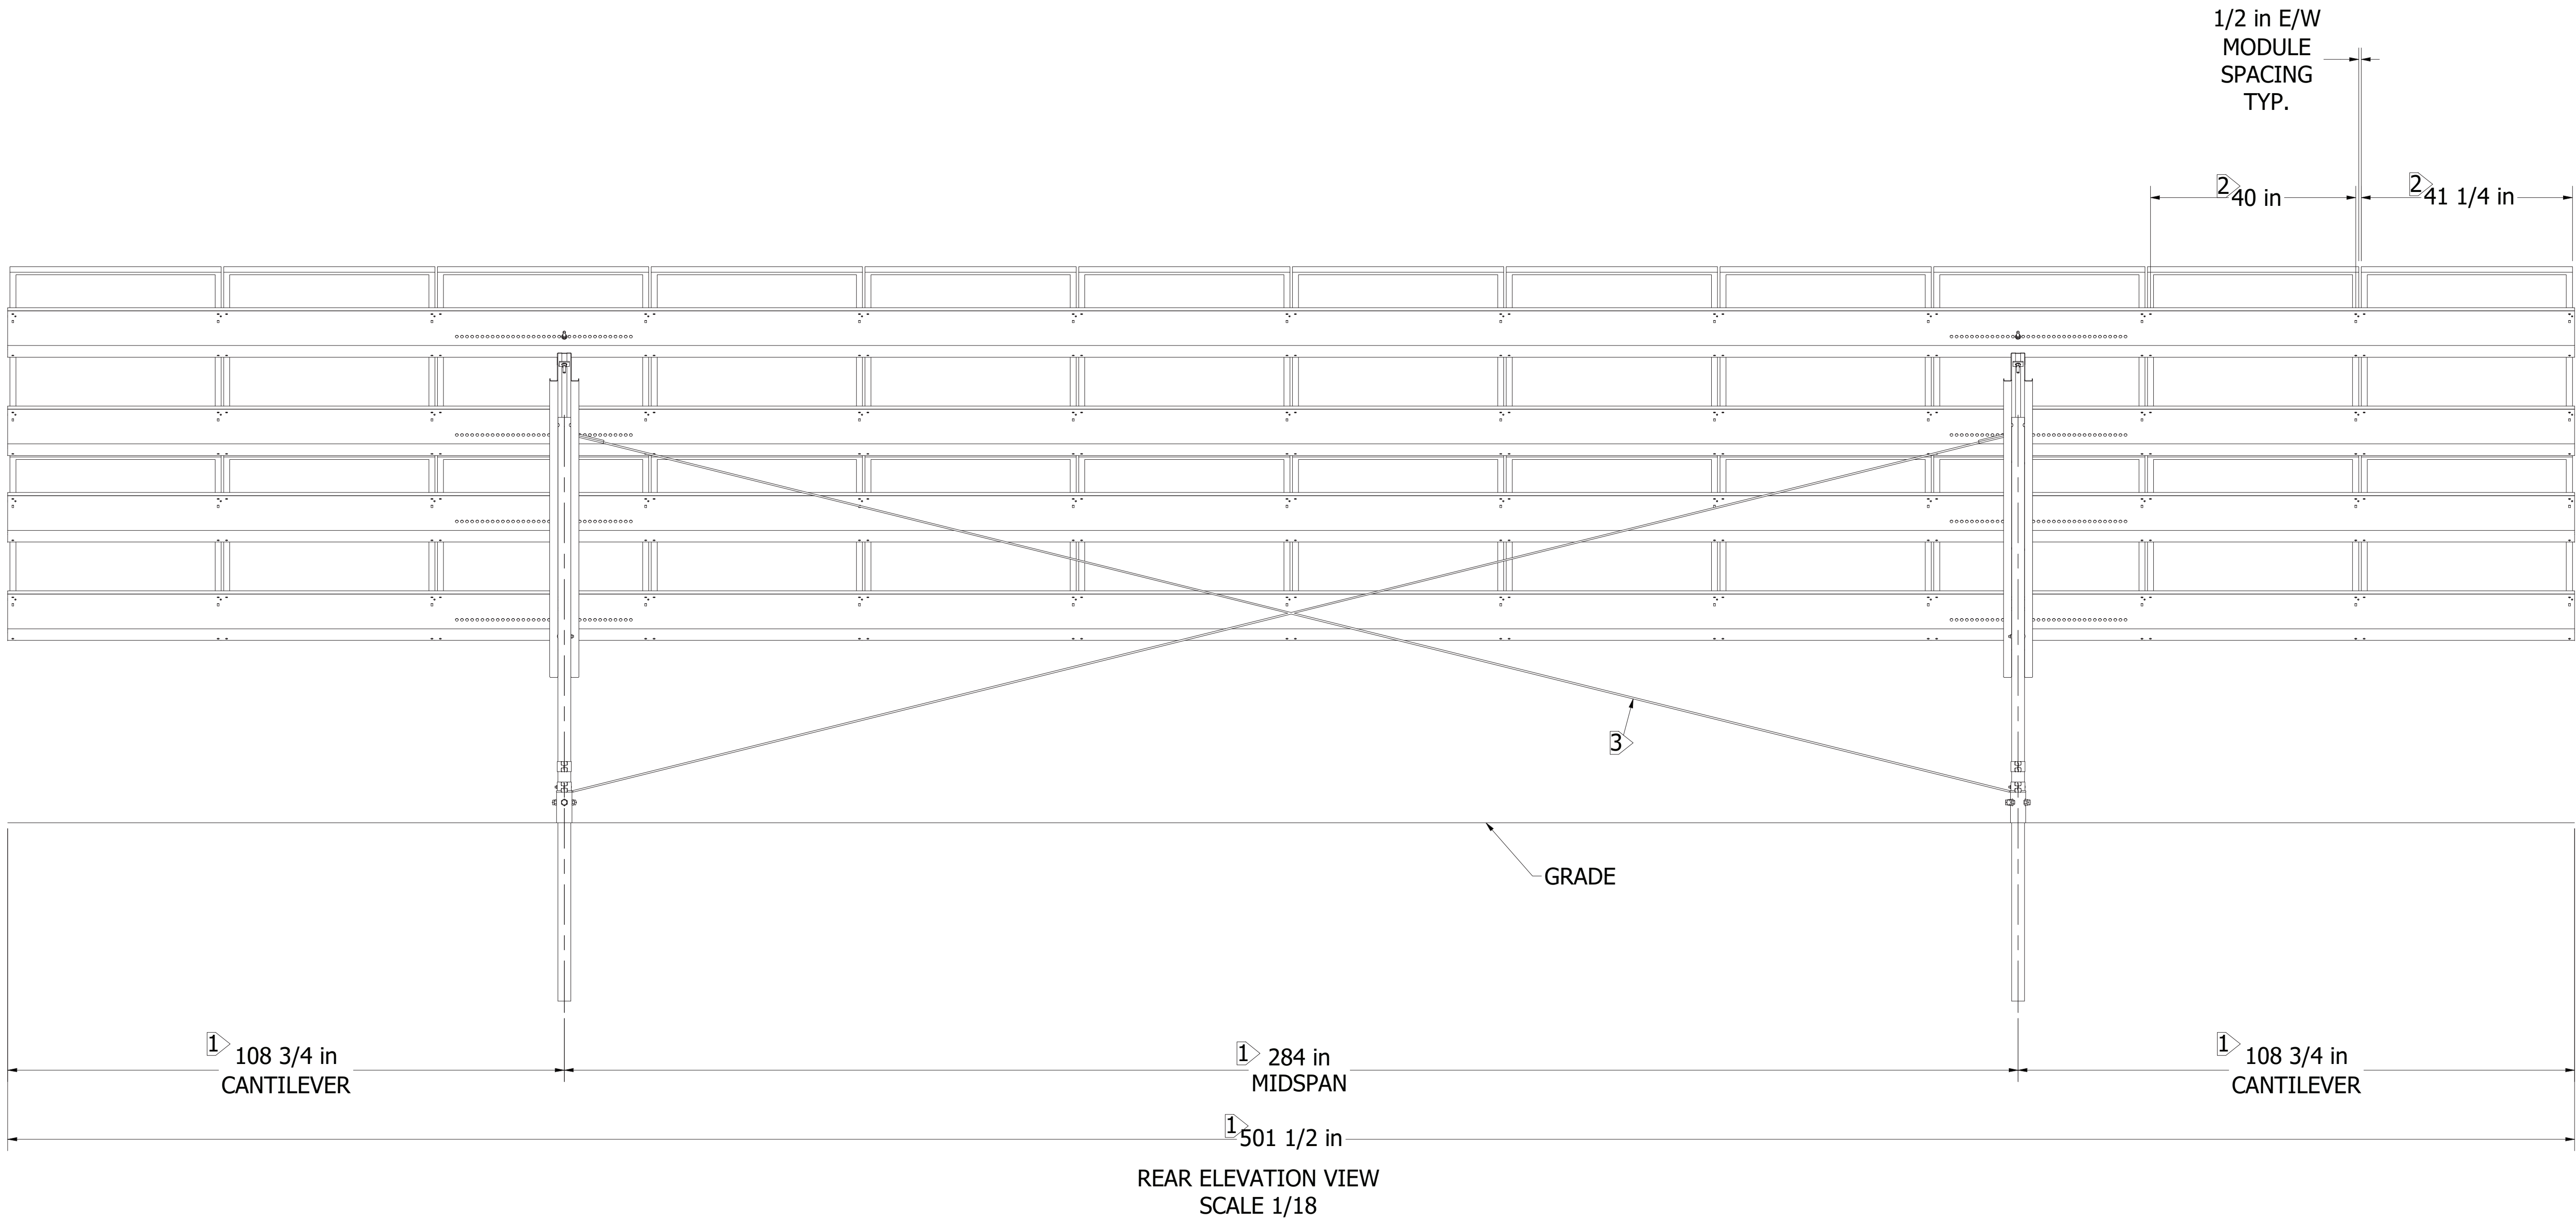 1/2 in E/W
MODULE
SPACING
TYP.
2
40 in
2
41 1/4 in
3
GRADE
1
108 3/4 in
CANTILEVER
1
284 in
MIDSPAN
1
108 3/4 in
CANTILEVER
1
501 1/2 in
REAR ELEVATION VIEW
SCALE 1/18